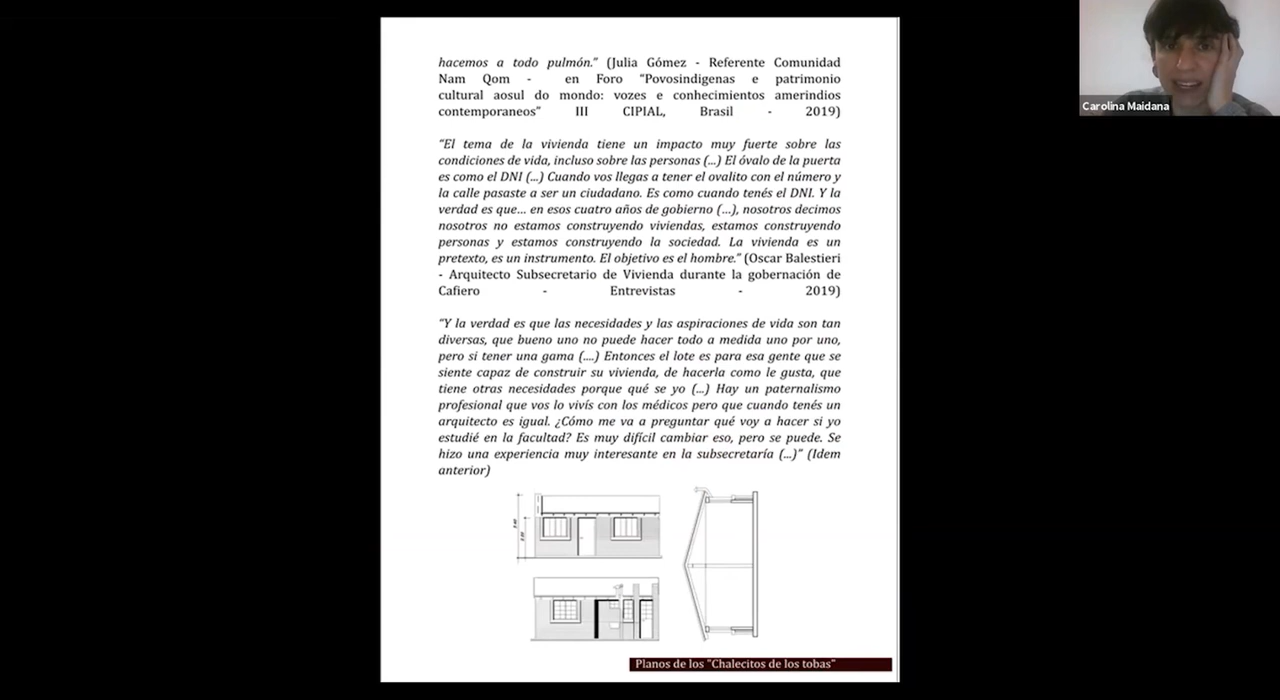 hacemos a todo pulmón.” (Julia Gómez - Referente Comunidad
Nam Qom - en Foro “Povosindigenas e patrimonio
cultural aosul do mondo: vozes e conhecimentos amerindios
contemporaneos” III CIPIAL, Brasil - 2019)
“El tema de la vivienda tiene un impacto muy fuerte sobre las
condiciones de vida, incluso sobre las personas (...) El óvalo de la puerta
es como el DNI (...) Cuando vos llegas a tener el ovalito con el número y
la calle pasaste a ser un ciudadano. Es como cuando tenés el DNI. Y la
verdad es que... en esos cuatro años de gobierno (...), nosotros decimos
nosotros no estamos construyendo viviendas, estamos construyendo
personas y estamos construyendo la sociedad. La vivienda es un
pretexto, es un instrumento. El objetivo es el hombre.” (Oscar Balestieri
- Arquitecto Subsecretario de Vivienda durante la gobernación de
Cafiero - Entrevistas - 2019)
“Y la verdad es que las necesidades y las aspiraciones de vida son tan
diversas, que bueno uno no puede hacer todo a medida uno por uno,
pero si tener una gama (....) Entonces el lote es para esa gente que se
siente capaz de construir su vivienda, de hacerla como le gusta, que
tiene otras necesidades porque qué se yo (...) Hay un paternalismo
profesional que vos lo vivís con los médicos pero que cuando tenés un
arquitecto es igual. ¿Cómo me va a preguntar qué voy a hacer si yo
estudié en la facultad? Es muy difícil cambiar eso, pero se puede. Se
hizo una experiencia muy interesante en la subsecretaría (...)” (Idem
anterior)
Planos de los "Chalecitos de los tobas"
Carolina Maidana